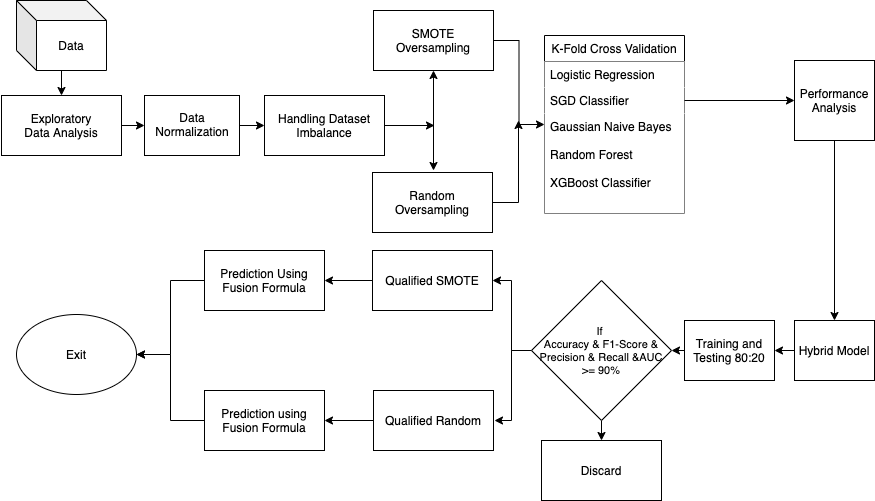 Data
Exploratory
Data Analysis
Data
Normalization
Handling Dataset
Imbalance
SMOTE
Oversampling
Random
Oversampling
K-Fold Cross Validation
Logistic Regression
SGD Classifier
Gaussian Naive Bayes
Random Forest
XGBoost Classifier
Performance
Analysis
Hybrid Model
Training and
Testing 80:20
If
Accuracy & F1-Score &
Precision & Recall &AUC
>= 90%
Discard
Qualified SMOTE
Prediction Using
Fusion Formula
Qualified Random
Prediction using
Fusion Formula
Exit